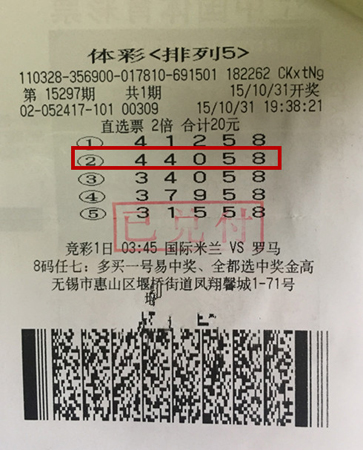 体彩<排列5>
110328-356900-017810-691501 182262 CKxtNg
第 15297期 共1期 15/10/31开奖
02-052417-101 00309 15/10/31 19:38:21
直选票 2倍 合计20元
① 4 1 2 5 8
② 4 4 0 5 8
③ 3 4 0 5 8
④ 3 7 9 5 8
⑤ 3 1 5 5 8
已兑付
竞彩1日 03:45 国际米兰 VS 罗马
8码任七：多买一号易中奖、全都选中奖金高
无锡市惠山区堰桥街道凤翔馨城1-71号